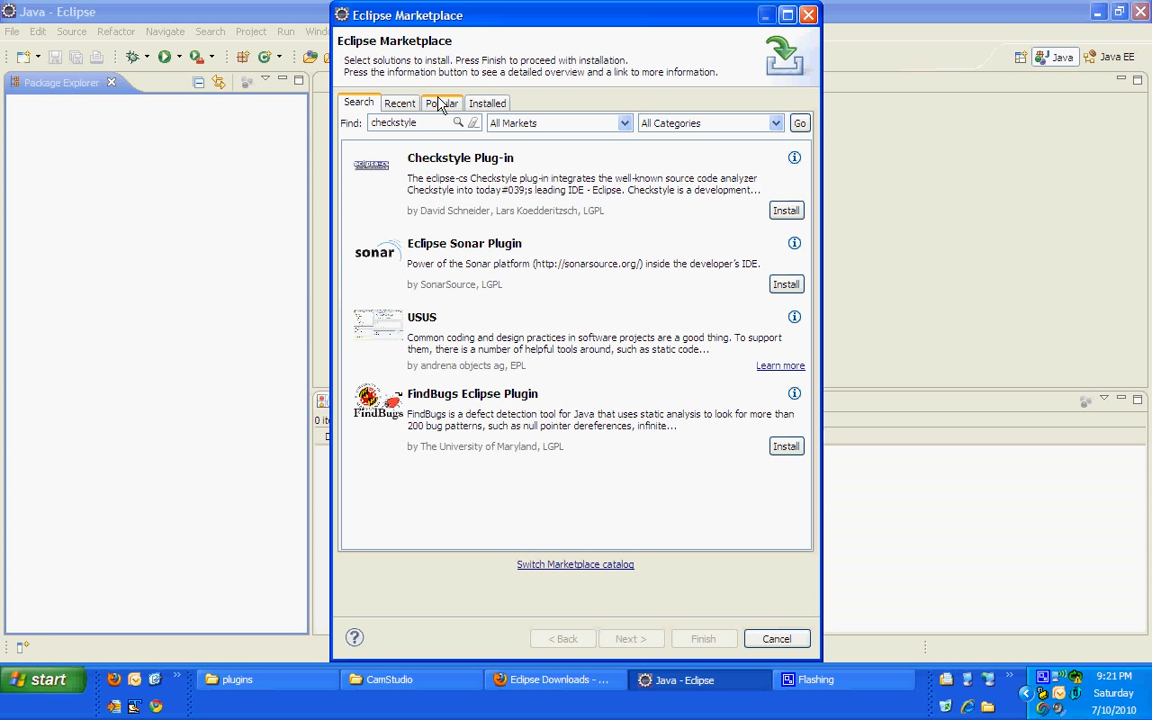 Java - Eclipse
File Edit Source Refactor Navigate Search Project Run
Java
Java EE
Package Explorer
Eclipse Marketplace
Eclipse Marketplace
Select solutions to install. Press Finish to proceed with installation.
Press the information button to see a detailed overview and a link to more information.
Search Recent Popular Installed
Find: checkstyle All Markets All Categories Go
Checkstyle Plug-in
The eclipse-cs Checkstyle plug-in integrates the well-known source code analyzer
Checkstyle into today&#039;s leading IDE - Eclipse. Checkstyle is a development...
by David Schneider, Lars Koedderitzsch, LGPL
Install
sonar
Eclipse Sonar Plugin
Power of the Sonar platform (http://sonarsource.org/) inside the developer's IDE.
by SonarSource, LGPL
Install
USUS
Common coding and design practices in software projects are a good thing. To support
them, there is a number of helpful tools around, such as static code...
by andrena objects ag, EPL
Learn more
FindBugs
FindBugs Eclipse Plugin
FindBugs is a defect detection tool for Java that uses static analysis to look for more than
200 bug patterns, such as null pointer dereferences, infinite...
by The University of Maryland, LGPL
Install
Switch Marketplace catalog
< Back Next > Finish Cancel
start
plugins
CamStudio
Eclipse Downloads - ...
Java - Eclipse
Flashing
9:21 PM
Saturday
7/10/2010